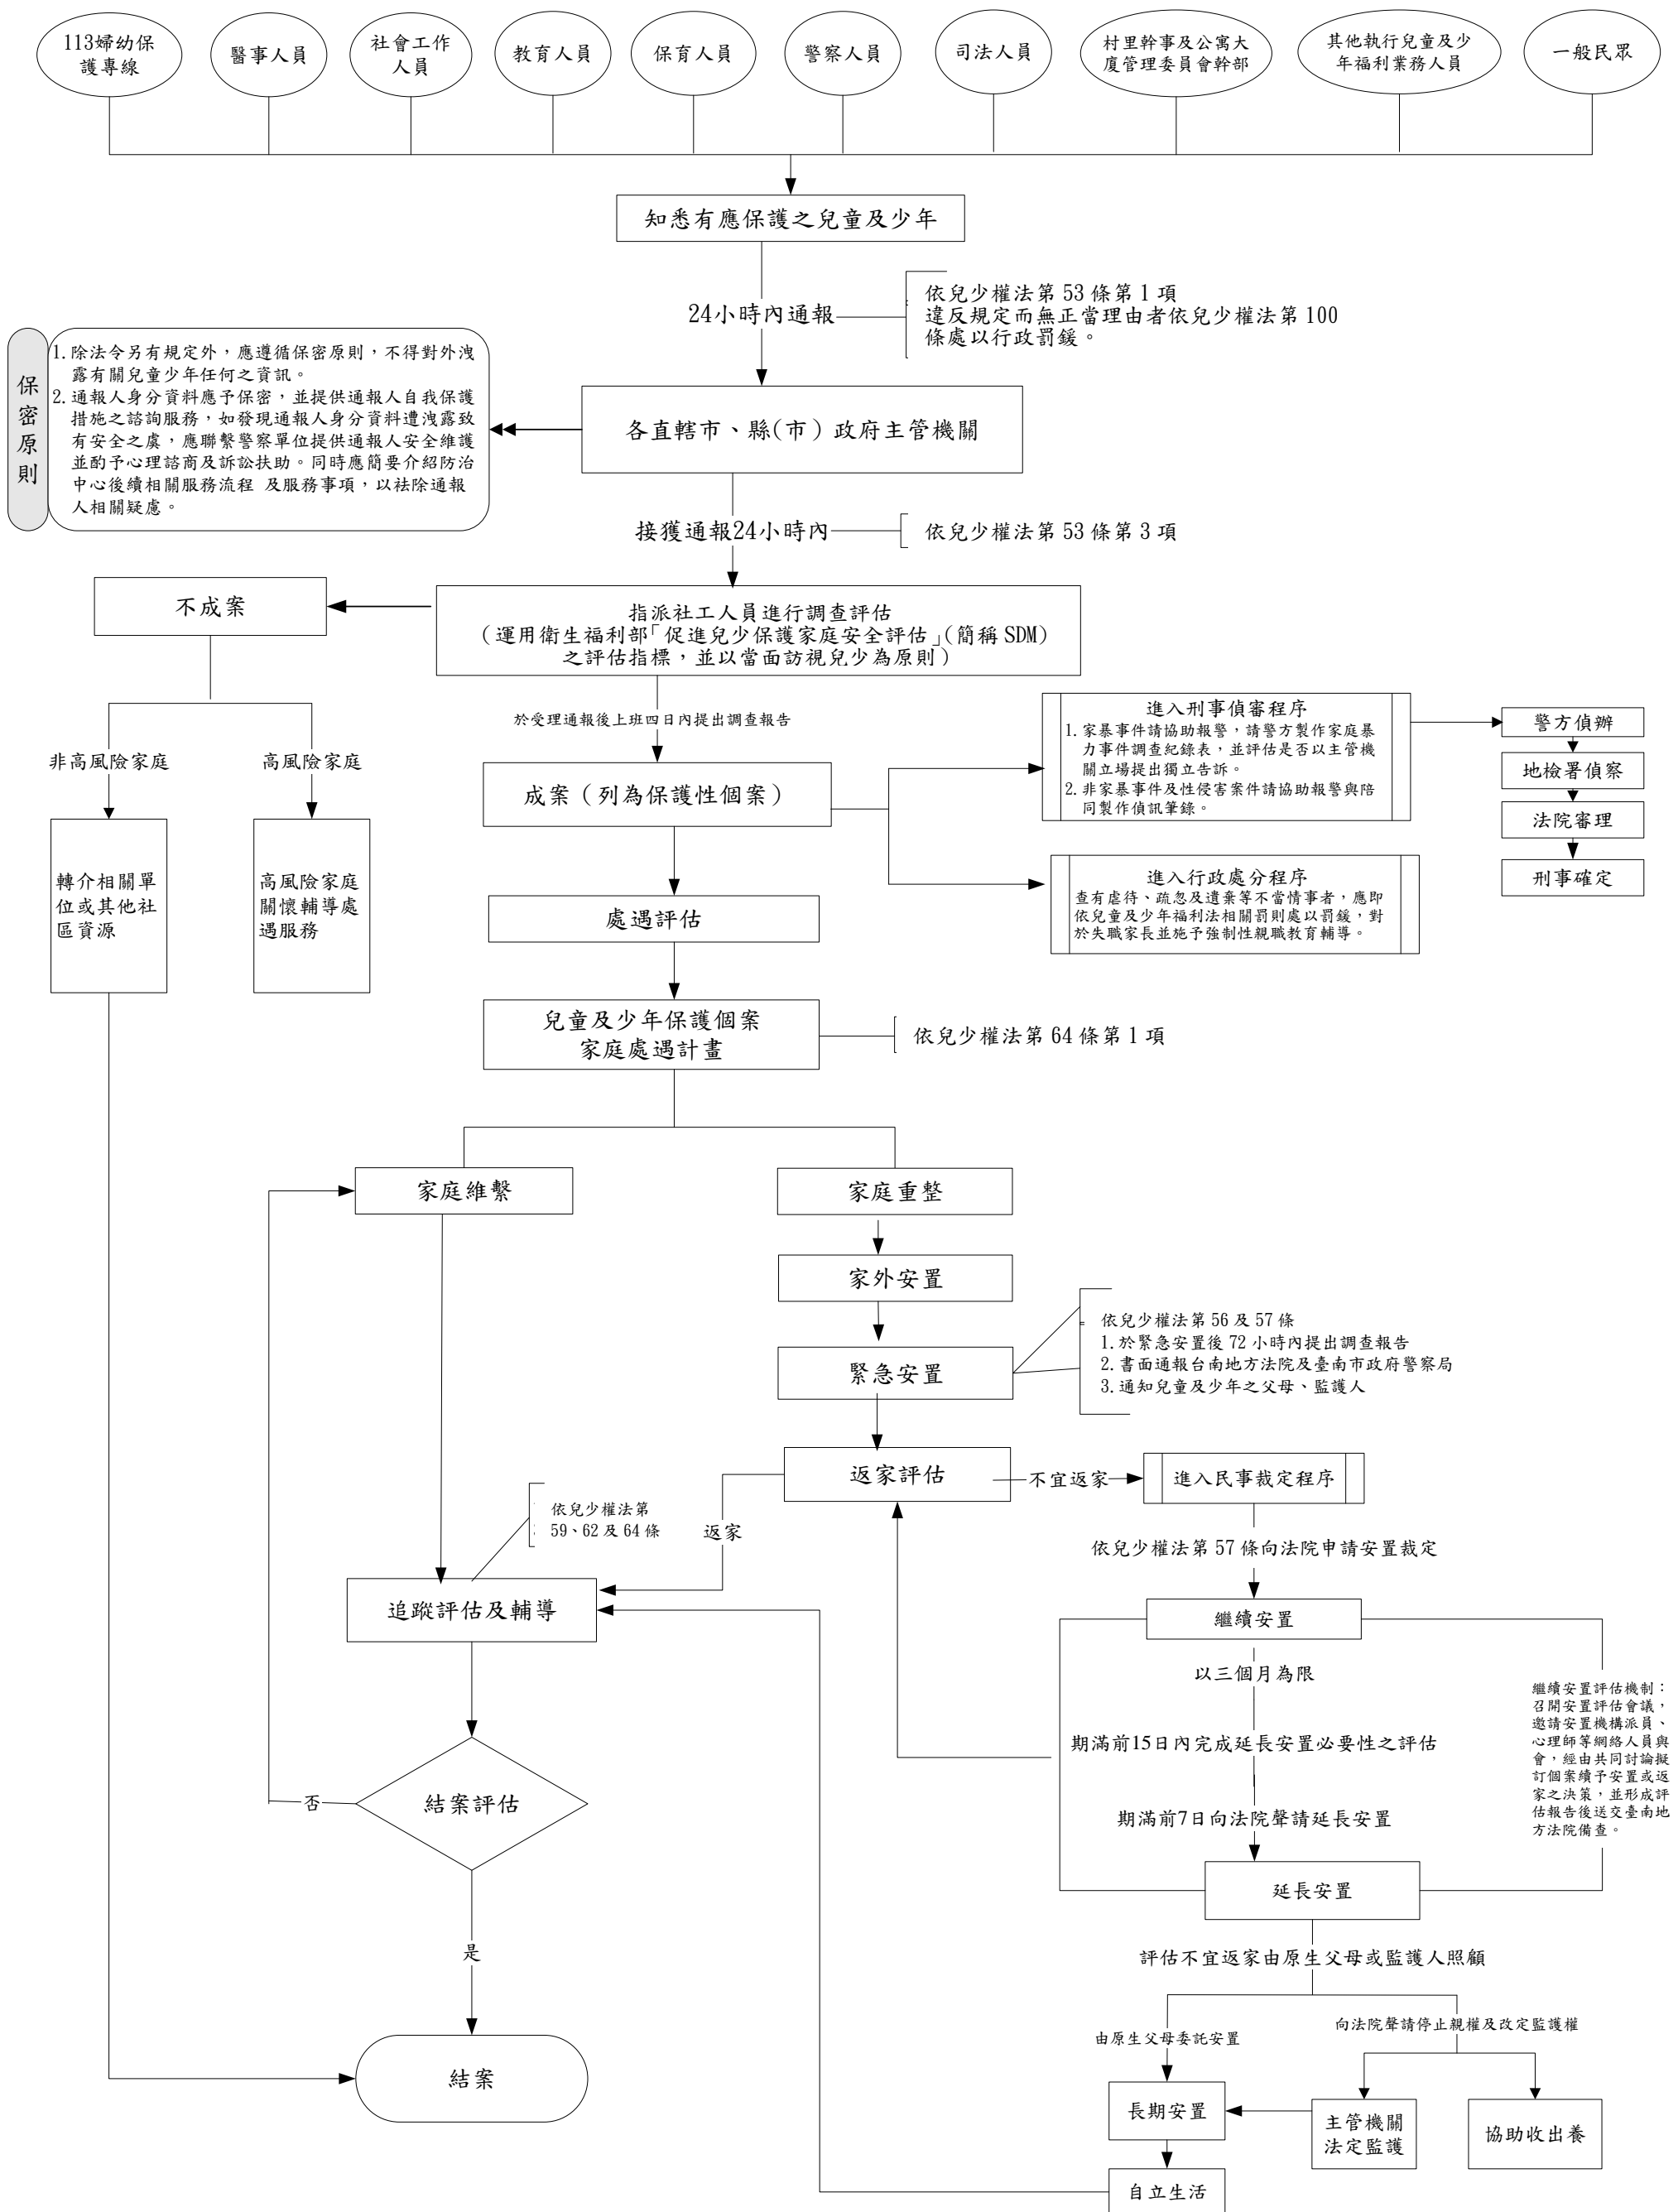 113婦幼保
護專線
醫事人員
社會工作
人員
教育人員
保育人員
警察人員
司法人員
村里幹事及公寓大
廈管理委員會幹部
其他執行兒童及少
年福利業務人員
一般民眾
知悉有應保護之兒童及少年
24小時內通報
依兒少權法第 53 條第 1 項
違反規定而無正當理由者依兒少權法第 100
條處以行政罰鍰。
保密原則
1. 除法令另有規定外，應遵循保密原則，不得對外洩
露有關兒童少年任何之資訊。
2. 通報人身分資料應予保密，並提供通報人自我保護
措施之諮詢服務，如發現通報人身分資料遭洩露致
有安全之虞，應聯繫警察單位提供通報人安全維護
並酌予心理諮商及訴訟扶助。同時應簡要介紹防治
中心後續相關服務流程 及服務事項，以袪除通報
人相關疑慮。
各直轄市、縣(市）政府主管機關
接獲通報24小時內
依兒少權法第 53 條第 3 項
不成案
指派社工人員進行調查評估
（運用衛生福利部「促進兒少保護家庭安全評估」(簡稱 SDM)
之評估指標，並以當面訪視兒少為原則）
於受理通報後上班四日內提出調查報告
非高風險家庭
高風險家庭
成案（列為保護性個案）
進入刑事偵審程序
1. 家暴事件請協助報警，請警方製作家庭暴
力事件調查紀錄表，並評估是否以主管機
關立場提出獨立告訴。
2. 非家暴事件及性侵害案件請協助報警與陪
同製作偵訊筆錄。
警方偵辦
地檢署偵察
法院審理
刑事確定
轉介相關單
位或其他社
區資源
高風險家庭
關懷輔導處
遇服務
進入行政處分程序
查有虐待、疏忽及遺棄等不當情事者，應即
依兒童及少年福利法相關罰則處以罰鍰，對
於失職家長並施予強制性親職教育輔導。
處遇評估
兒童及少年保護個案
家庭處遇計畫
依兒少權法第 64 條第 1 項
家庭維繫
家庭重整
家外安置
緊急安置
依兒少權法第 56 及 57 條
1. 於緊急安置後 72 小時內提出調查報告
2. 書面通報台南地方法院及臺南市政府警察局
3. 通知兒童及少年之父母、監護人
返家評估
不宜返家
進入民事裁定程序
依兒少權法第
59、62 及 64 條
返家
依兒少權法第 57 條向法院申請安置裁定
追蹤評估及輔導
繼續安置
以三個月為限
期滿前15日內完成延長安置必要性之評估
期滿前7日向法院聲請延長安置
繼續安置評估機制：
召開安置評估會議，
邀請安置機構派員、
心理師等網絡人員與
會，經由共同討論擬
訂個案續予安置或返
家之決策，並形成評
估報告後送交臺南地
方法院備查。
結案評估
否
是
延長安置
評估不宜返家由原生父母或監護人照顧
由原生父母委託安置
向法院聲請停止親權及改定監護權
結案
長期安置
主管機關
法定監護
協助收出養
自立生活